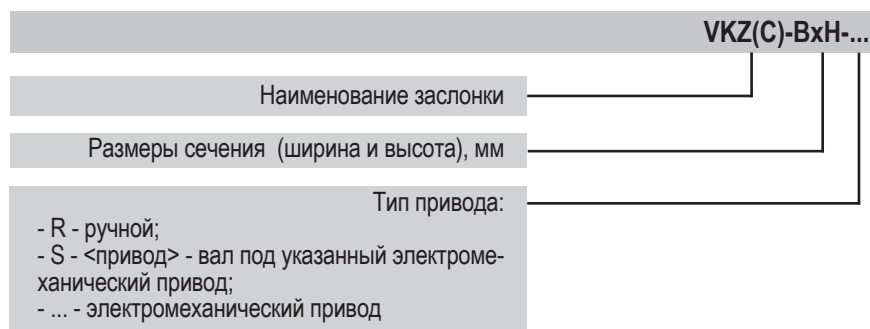 VKZ(C)-BxH-...
Наименование заслонки
Размеры сечения (ширина и высота), мм
Тип привода:
- R - ручной;
- S - <привод> - вал под указанный электроме-
ханический привод;
- ... - электромеханический привод